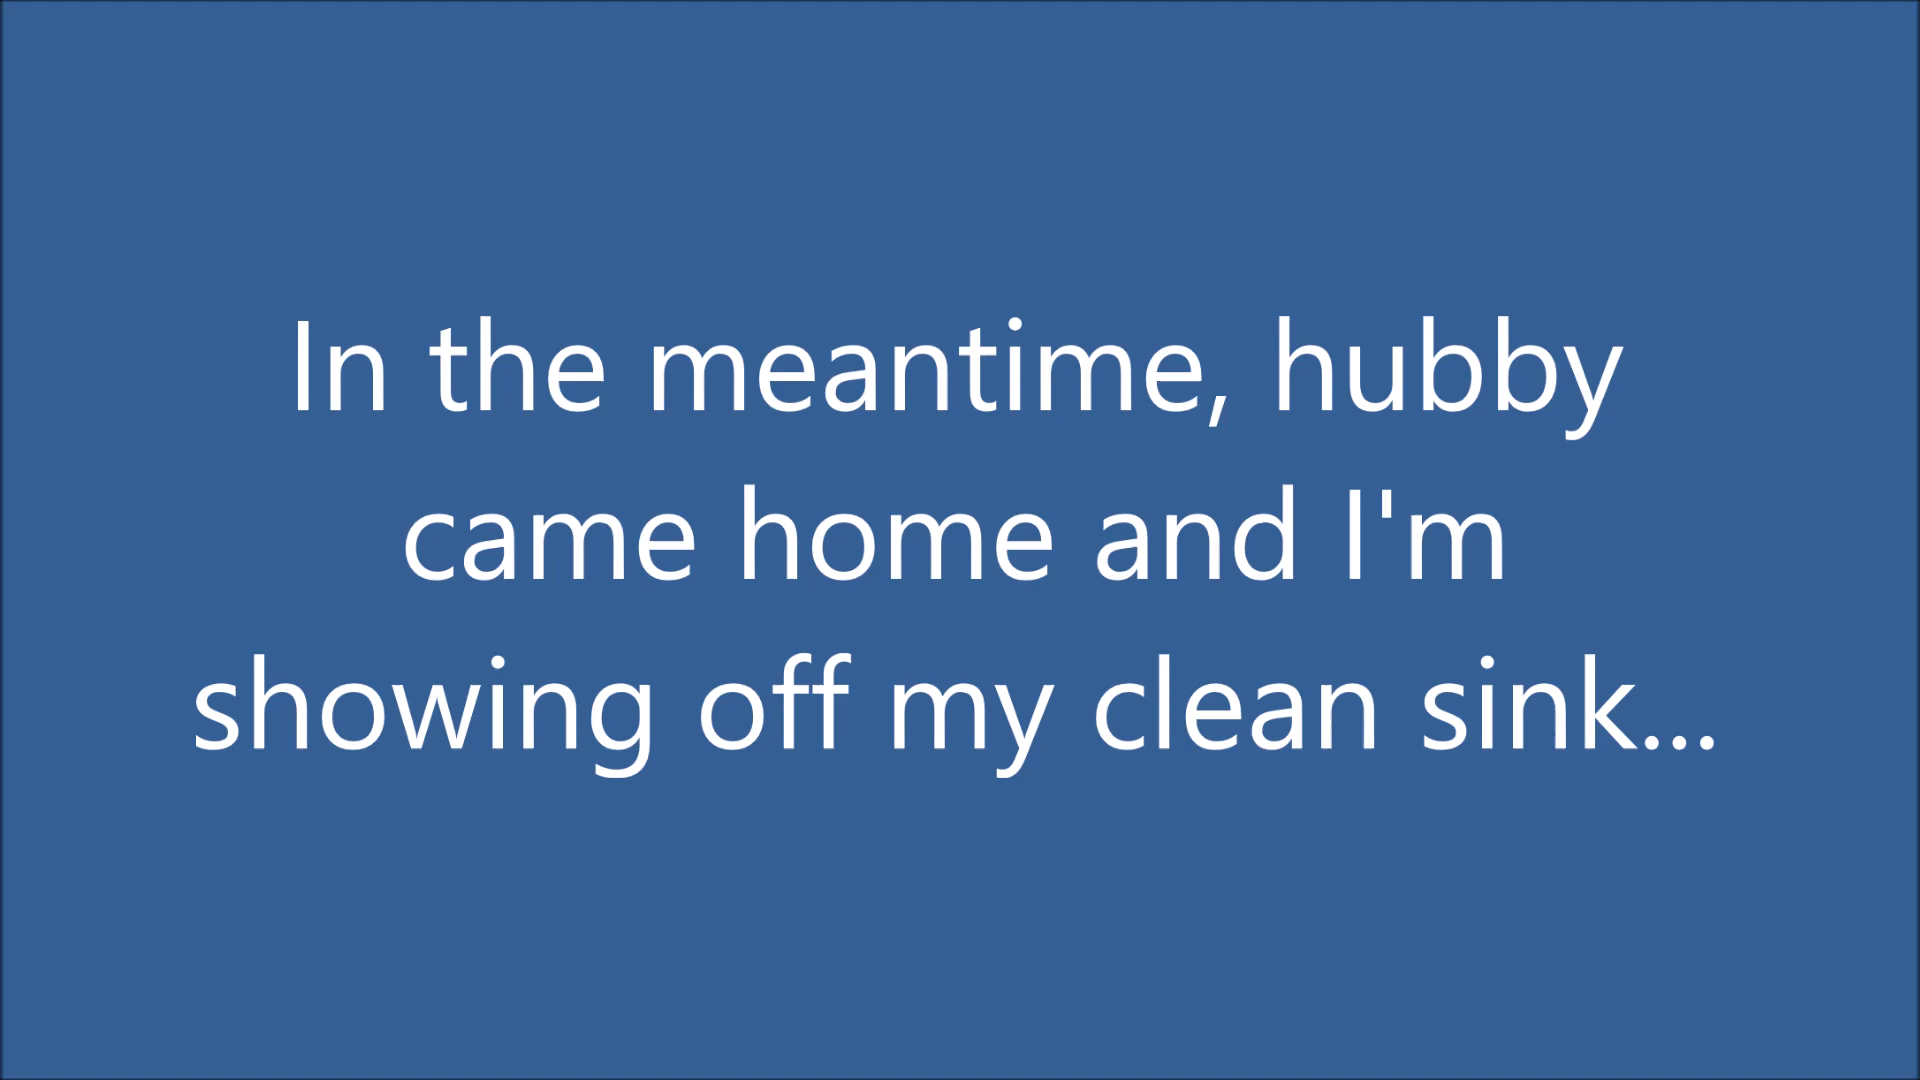 In the meantime, hubby
came home and I'm
showing off my clean sink...